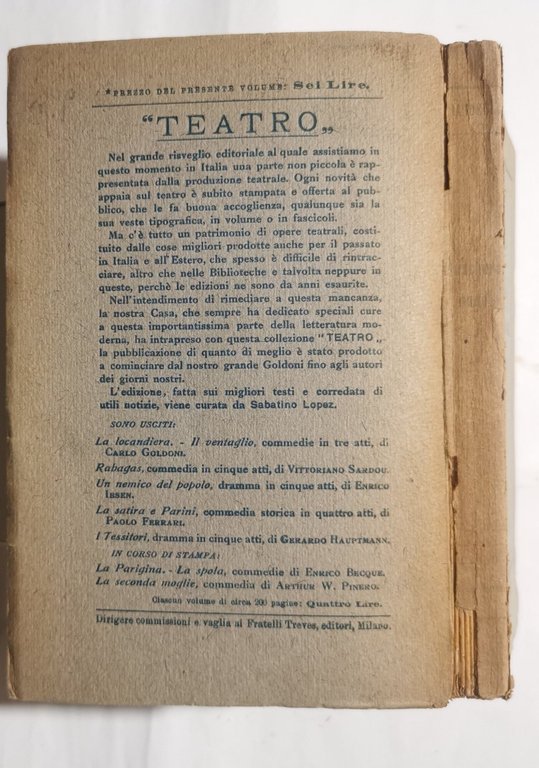 *PREZZO DEL PRESENTE VOLUME: Sei Lire.
“TEATRO„
Nel grande risveglio editoriale al quale assistiamo in
questo momento in Italia una parte non piccola è rap-
presentata dalla produzione teatrale. Ogni novità che
appaia sul teatro è subito stampata e offerta al pub-
blico, che le fa buona accoglienza, qualunque sia la
sua veste tipografica, in volume o in fascicoli.
Ma c'è tutto un patrimonio di opere teatrali, costi-
tuito dalle cose migliori prodotte anche per il passato
in Italia e all'Estero, che spesso è difficile di rintrac-
ciare, altro che nelle Biblioteche e talvolta neppure in
queste, perchè le edizioni ne sono da anni esaurite.
Nell'intendimento di rimediare a questa mancanza,
la nostra Casa, che sempre ha dedicato speciali cure
a questa importantissima parte della letteratura mo-
derna, ha intrapreso con questa collezione “TEATRO„
la pubblicazione di quanto di meglio è stato prodotto
a cominciare dal nostro grande Goldoni fino agli autori
dei giorni nostri.
L'edizione, fatta sui migliori testi e corredata di
utili notizie, viene curata da Sabatino Lopez.
SONO USCITI:
La locandiera. - Il ventaglio, commedie in tre atti, di
CARLO GOLDONI.
Rabagas, commedia in cinque atti, di VITTORIANO SARDOU.
Un nemico del popolo, dramma in cinque atti, di ENRICO
IBSEN.
La satira e Parini, commedia storica in quattro atti, di
PAOLO FERRARI.
I Tessitori, dramma in cinque atti, di GERARDO HAUPTMANN.
IN CORSO DI STAMPA:
La Parigina. - La spola, commedie di ENRICO BECQUE.
La seconda moglie, commedia di ARTHUR W. PINERO.
Ciascun volume di circa 200 pagine: Quattro Lire.
Dirigere commissioni e vaglia ai Fratelli Treves, editori, Milano.